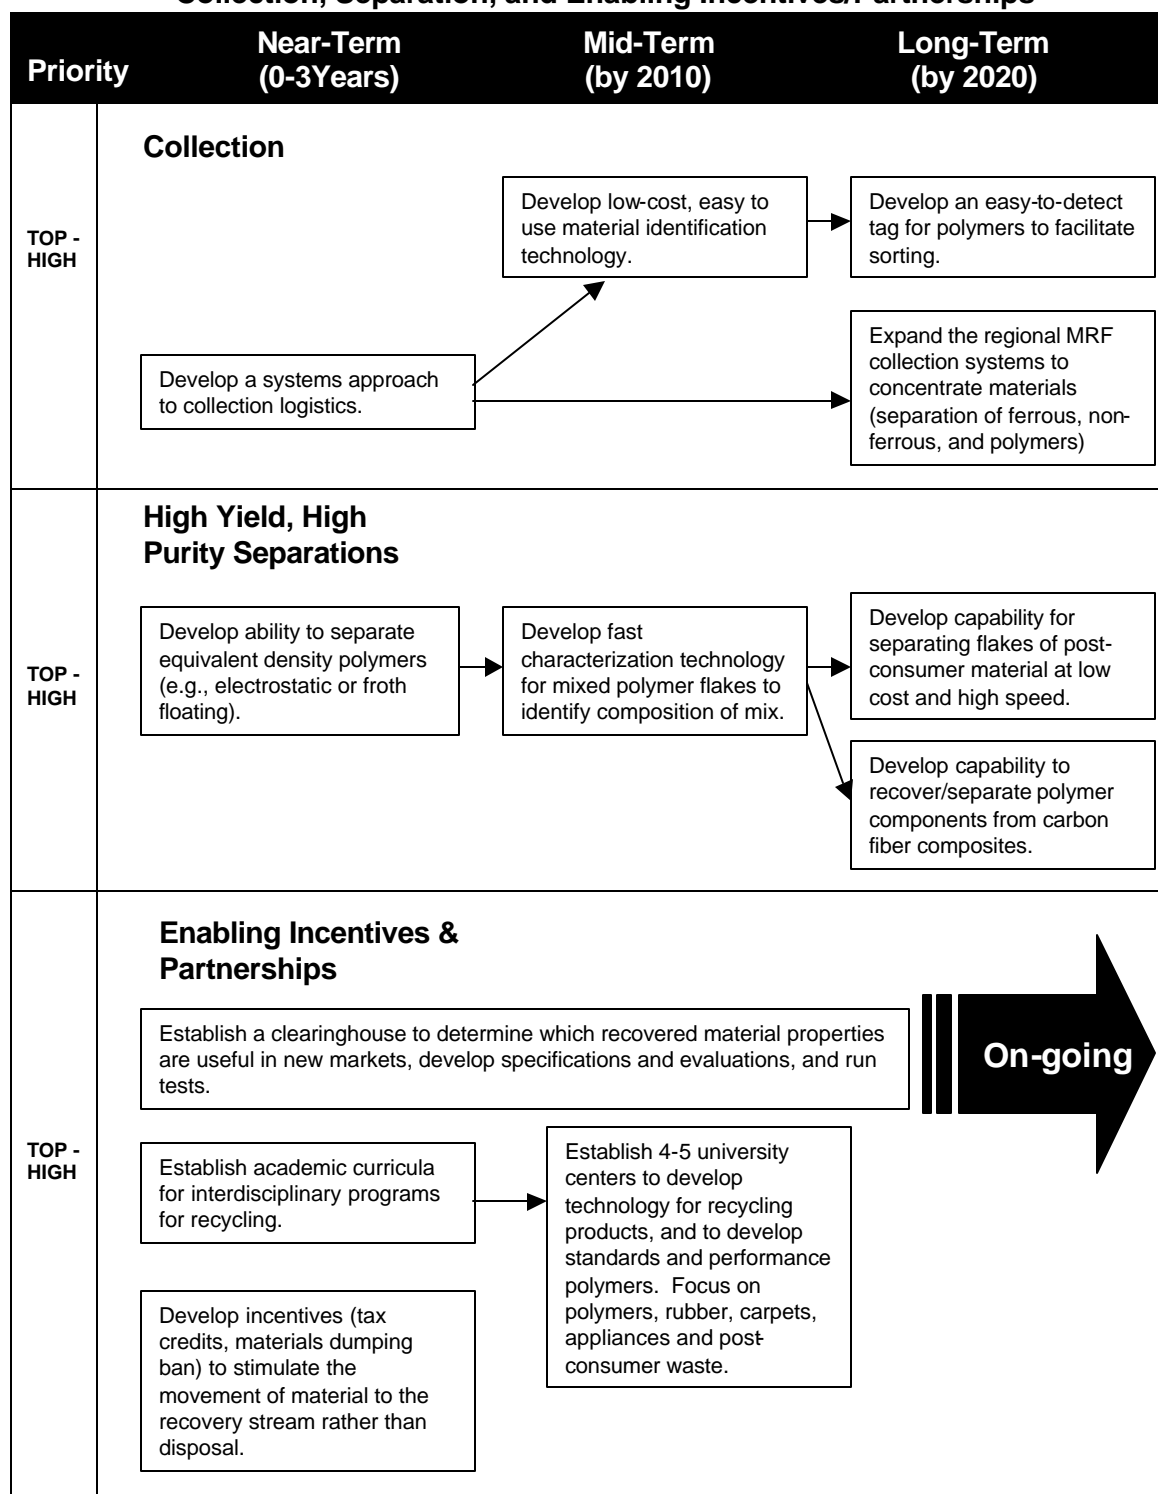 Collection, Separation, and Enabling Incentives/Partnerships
Priority
Near-Term
(0-3Years)
Mid-Term
(by 2010)
Long-Term
(by 2020)
TOP -
HIGH
Collection
Develop a systems approach
to collection logistics.
Develop low-cost, easy to
use material identification
technology.
Develop an easy-to-detect
tag for polymers to facilitate
sorting.
Expand the regional MRF
collection systems to
concentrate materials
(separation of ferrous, non-
ferrous, and polymers)
TOP -
HIGH
High Yield, High
Purity Separations
Develop ability to separate
equivalent density polymers
(e.g., electrostatic or froth
floating).
Develop fast
characterization technology
for mixed polymer flakes to
identify composition of mix.
Develop capability for
separating flakes of post-
consumer material at low
cost and high speed.
Develop capability to
recover/separate polymer
components from carbon
fiber composites.
TOP -
HIGH
Enabling Incentives &
Partnerships
Establish a clearinghouse to determine which recovered material properties
are useful in new markets, develop specifications and evaluations, and run
tests.
On-going
Establish academic curricula
for interdisciplinary programs
for recycling.
Establish 4-5 university
centers to develop
technology for recycling
products, and to develop
standards and performance
polymers.  Focus on
polymers, rubber, carpets,
appliances and post-
consumer waste.
Develop incentives (tax
credits, materials dumping
ban) to stimulate the
movement of material to the
recovery stream rather than
disposal.